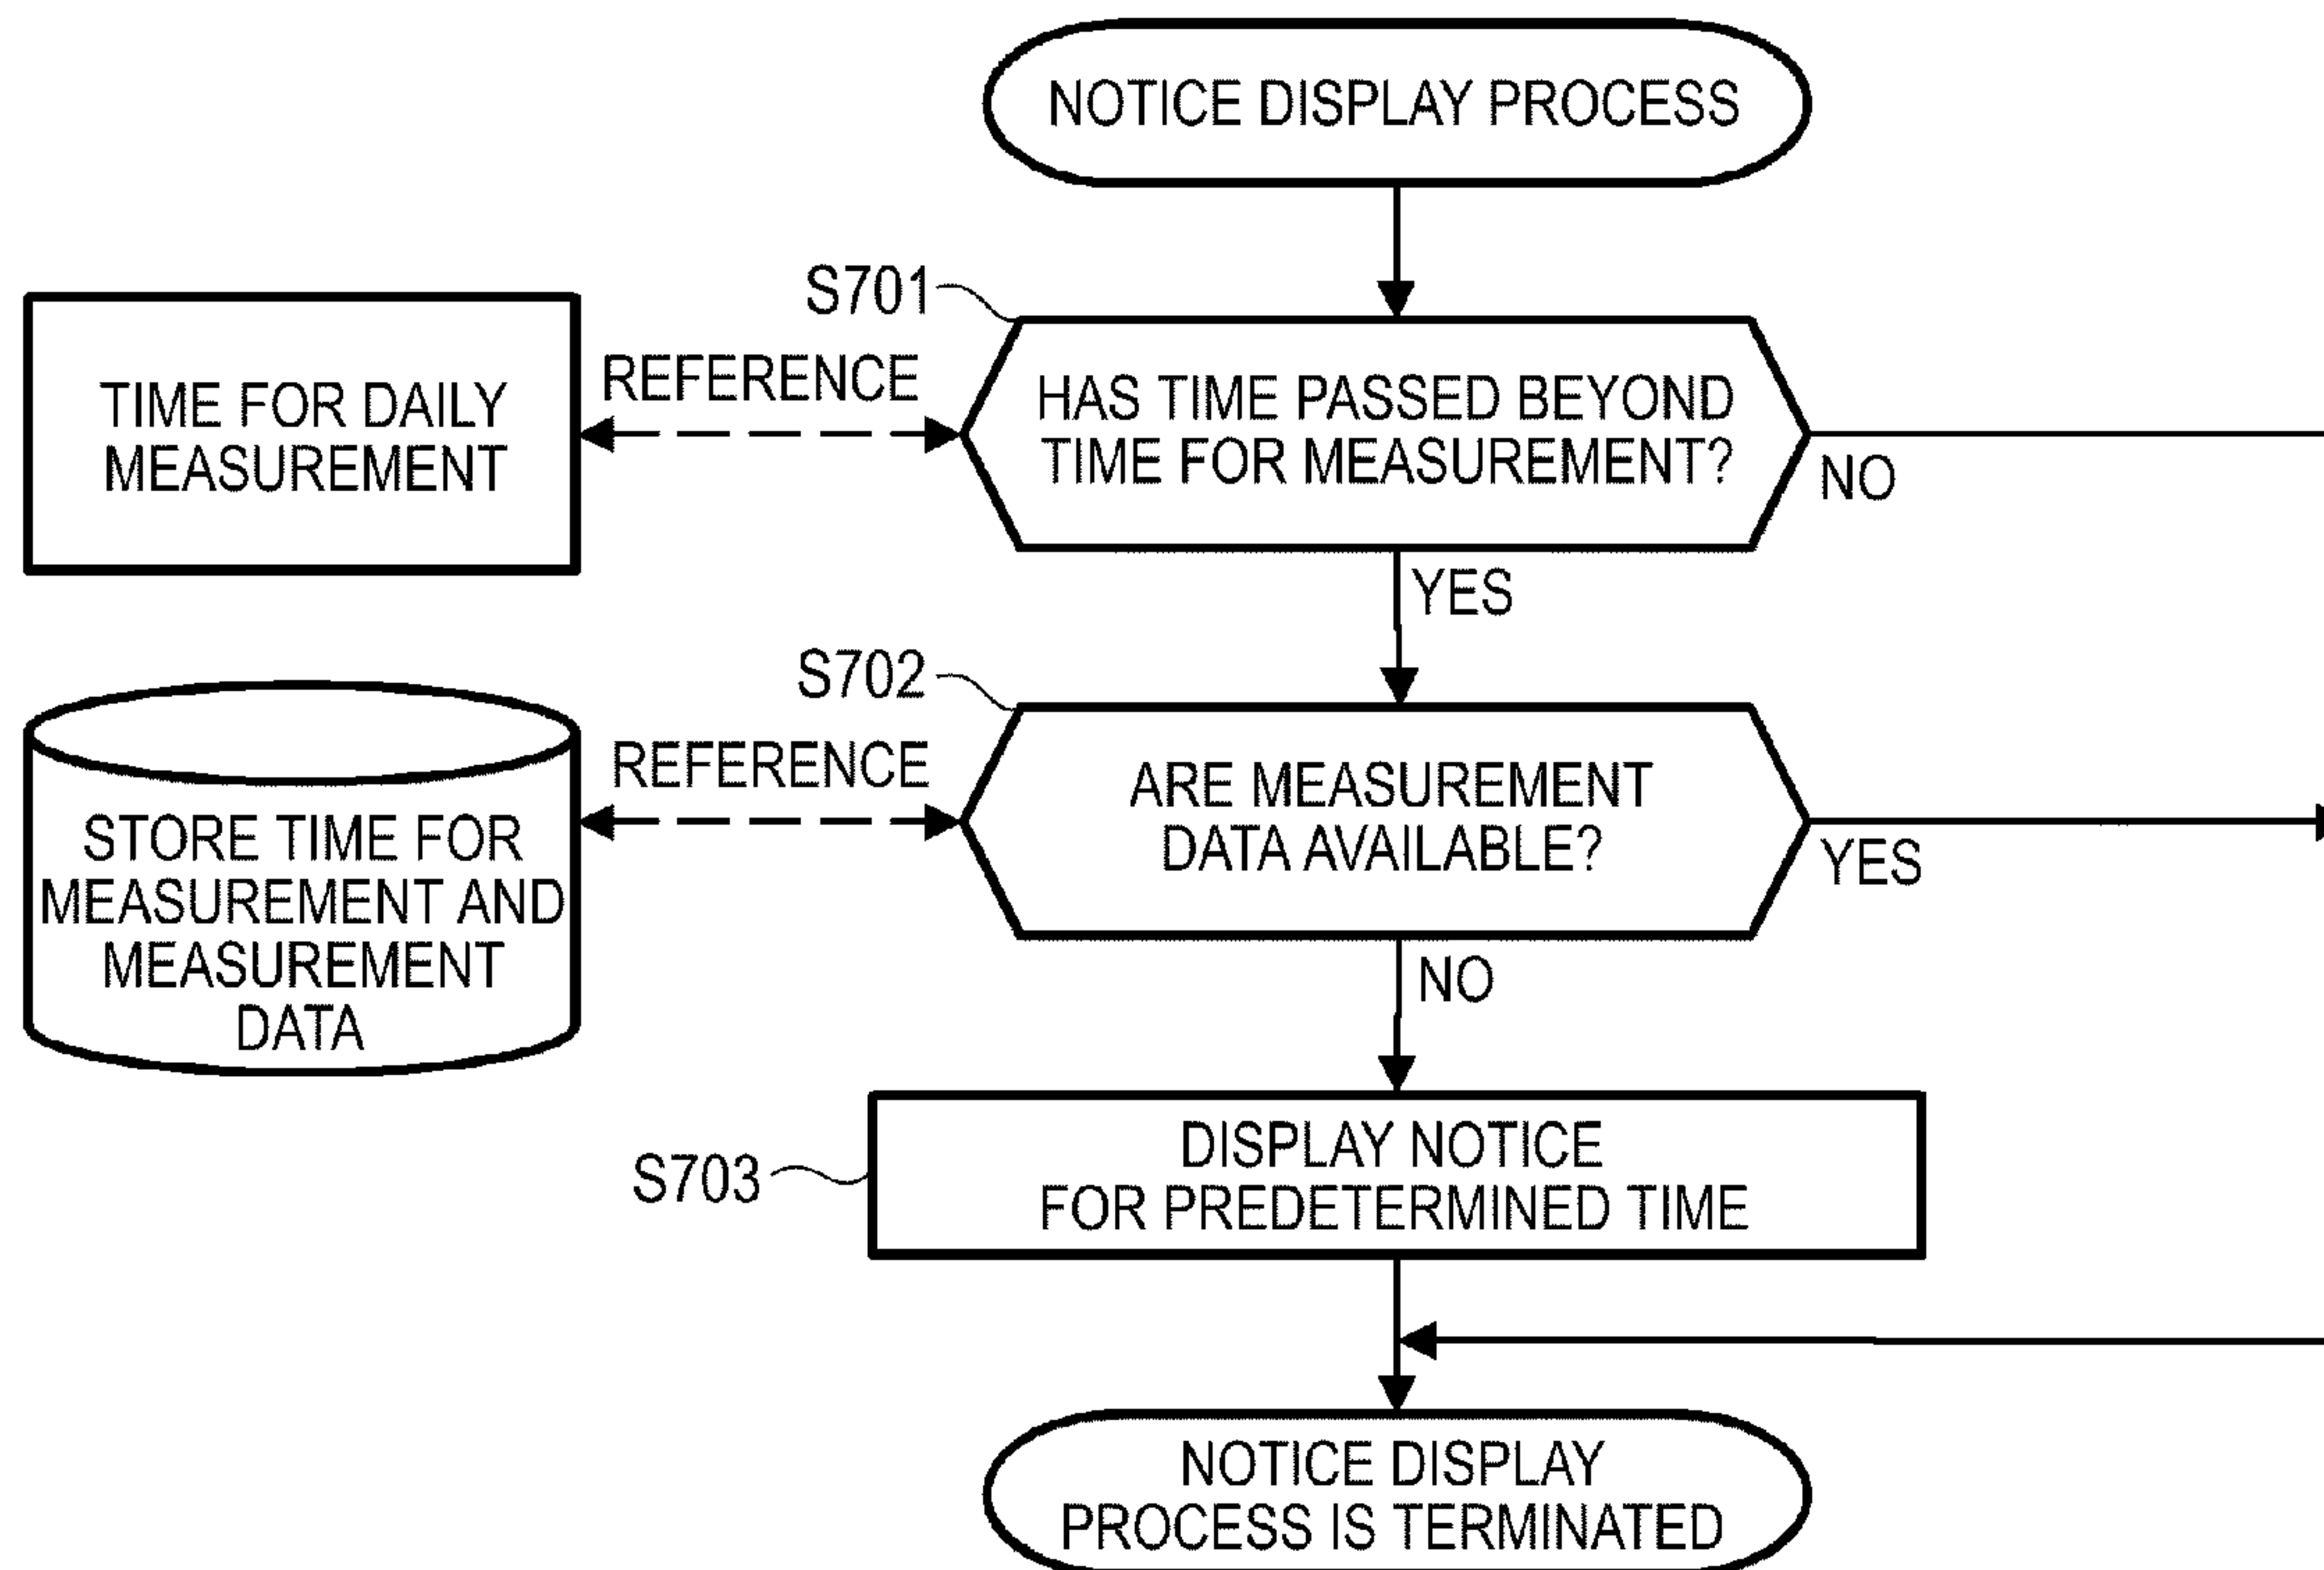 NOTICE DISPLAY PROCESS
S701
TIME FOR DAILY
MEASUREMENT
REFERENCE
HAS TIME PASSED BEYOND
TIME FOR MEASUREMENT?
NO
YES
S702
STORE TIME FOR
MEASUREMENT AND
MEASUREMENT
DATA
REFERENCE
ARE MEASUREMENT
DATA AVAILABLE?
YES
NO
S703
DISPLAY NOTICE
FOR PREDETERMINED TIME
NOTICE DISPLAY
PROCESS IS TERMINATED